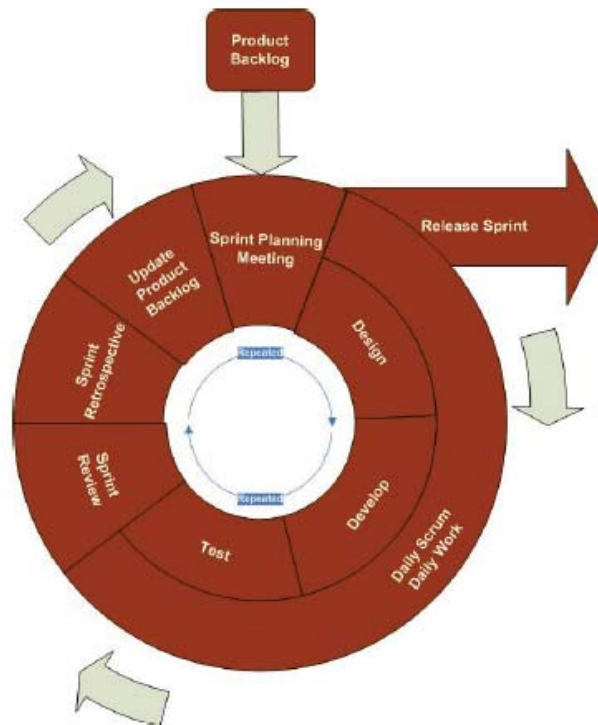 Product
Backlog
Sprint Planning
Meeting
Release Sprint
Update
Product
Backlog
Design
Repeated
Sprint
Retrospective
Sprint
Review
Repeated
Develop
Test
Daily Scrum
Daily Work